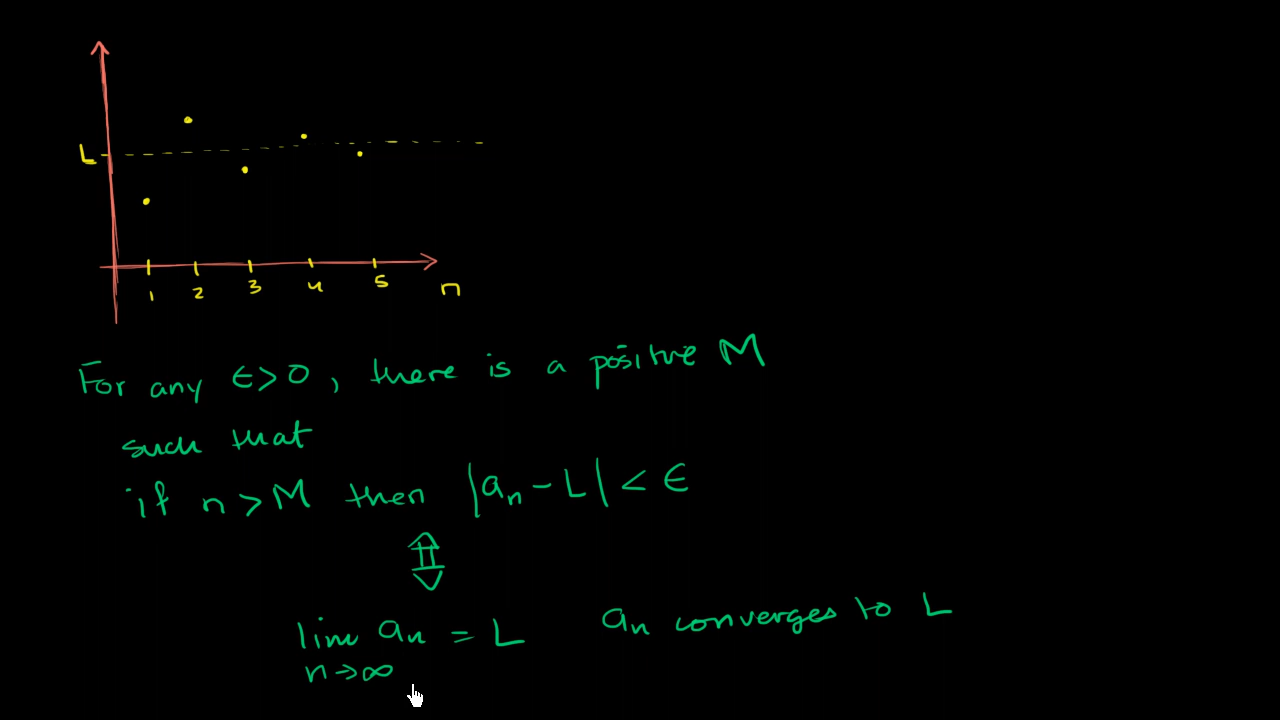 L
1 2 3 4 5 n
For any ϵ>0, there is a positive M
such that
if n>M then |aₙ-L|<ϵ
⇕
lim aₙ = L aₙ converges to L
n→∞